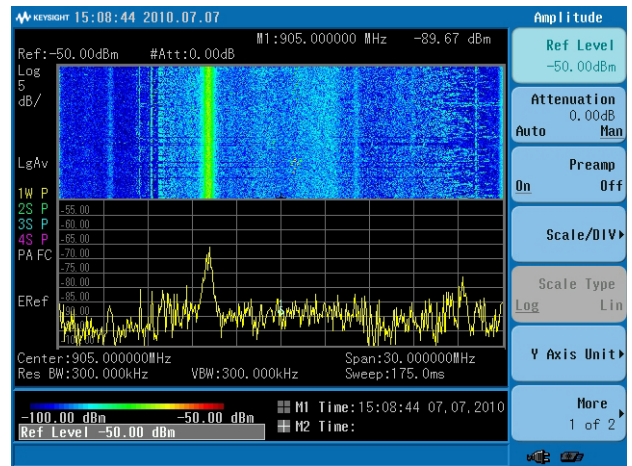 KEYSIGHT 15:08:44 2010.07.07
Amplitude
M1:905.000000 MHz -89.67 dBm
Ref:-50.00dBm #Att:0.00dB
Log
5
dB/
LgAv
1W P
2S P
3S P
4S P
PA FC
ERef
-55.00
-60.00
-65.00
-70.00
-75.00
-80.00
-85.00
Center:905.000000MHz Span:30.000000MHz
Res BW:300.000kHz VBW:300.000kHz Sweep:175.0ms
-100.00 dBm -50.00 dBm
Ref Level -50.00 dBm
M1 Time:15:08:44 07,07,2010
M2 Time:
Ref Level
-50.00dBm
Attenuation
0.00dB
Auto Man
Preamp
On Off
Scale/DIV
Scale Type
Log Lin
Y Axis Unit
More
1 of 2